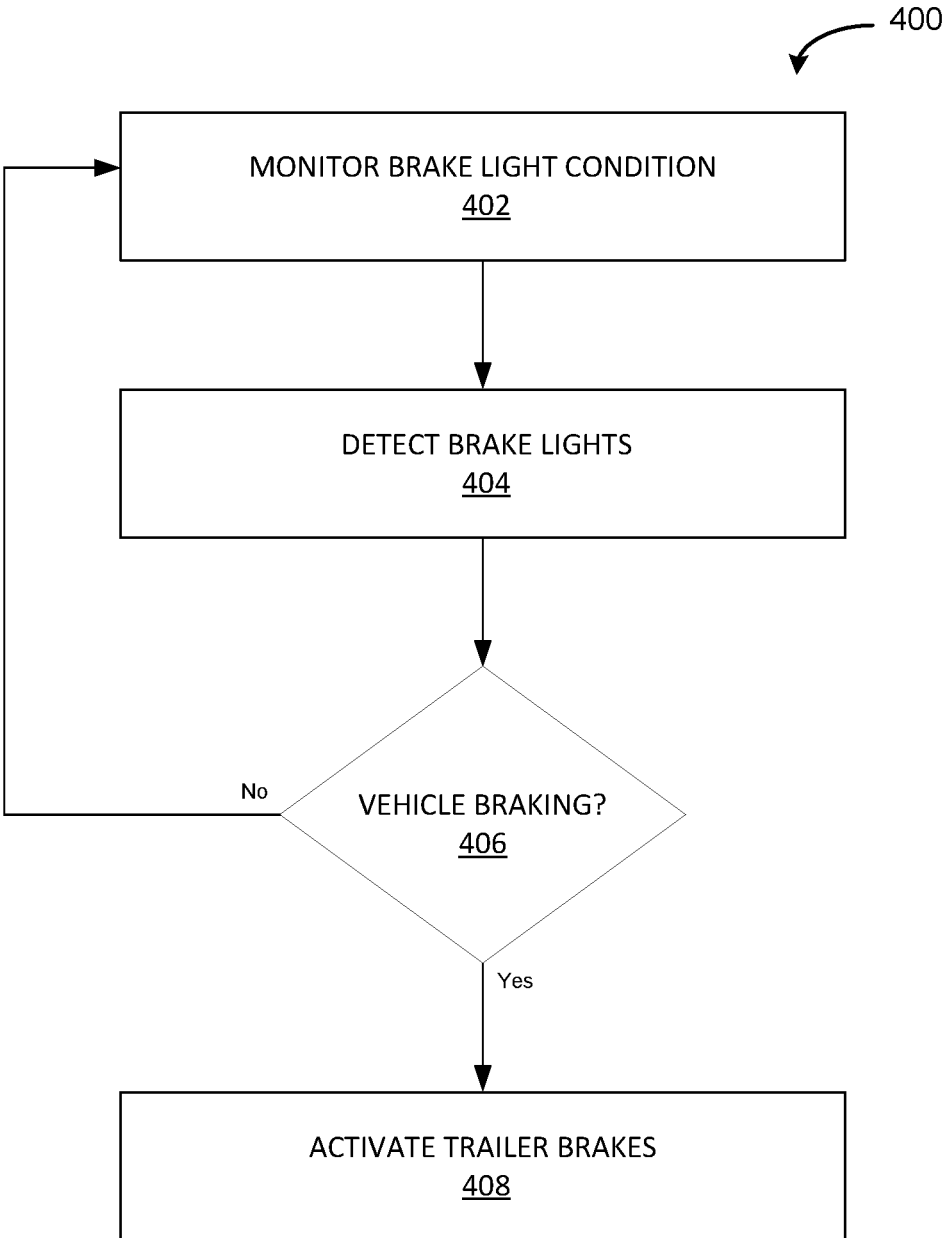 400
MONITOR BRAKE LIGHT CONDITION
402
DETECT BRAKE LIGHTS
404
No
VEHICLE BRAKING?
406
Yes
ACTIVATE TRAILER BRAKES
408